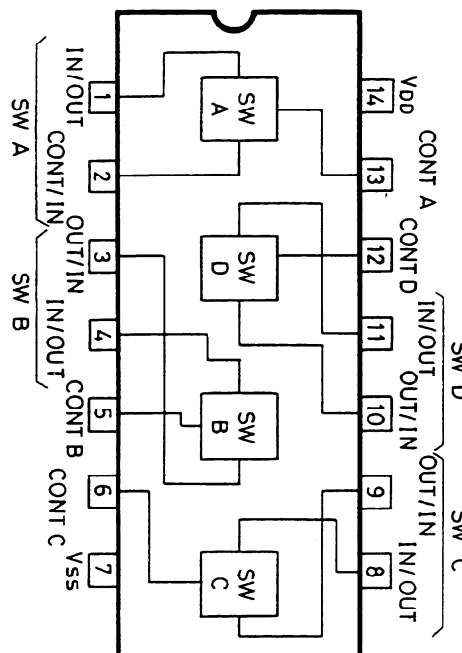 SW A
IN/OUT
1
CONT/IN
2
SW B
OUT/IN
3
IN/OUT
4
CONT B
5
CONT C
6
Vss
7
SW
A
SW
D
SW
B
SW
C
14
VDD
13
CONT A
12
CONT D
11
IN/OUT
SW D
10
OUT/IN
9
OUT/IN
SW C
8
IN/OUT